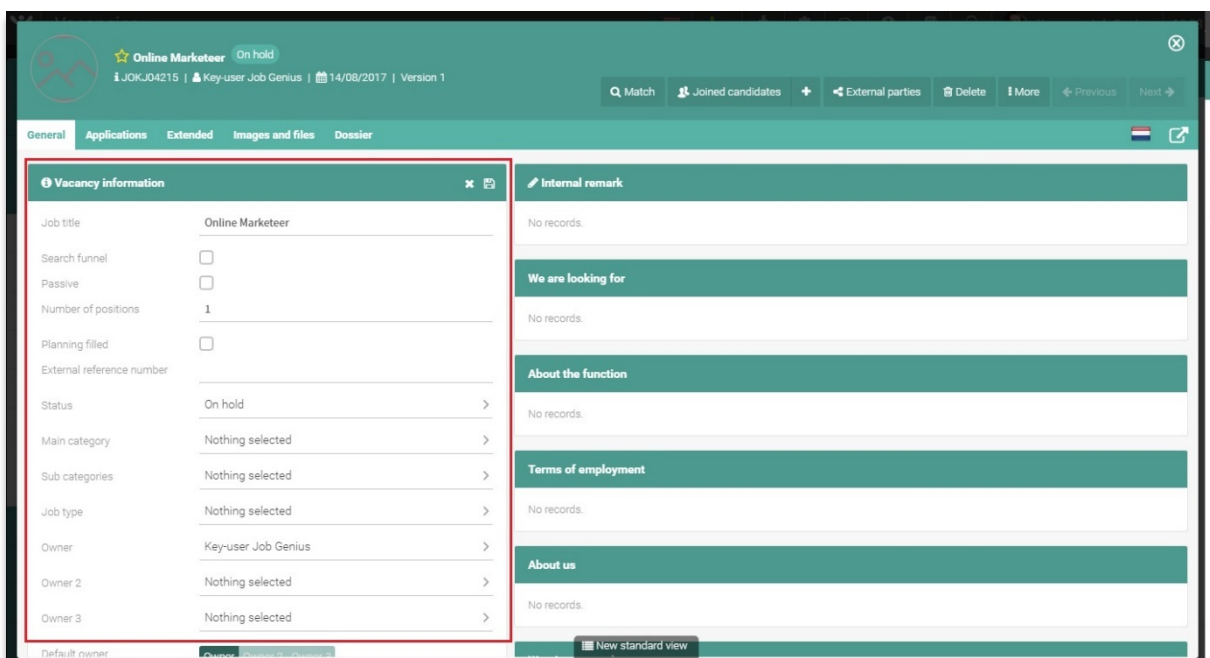 Online Marketeer On hold
JOKJ04215 | Key-user Job Genius | 14/08/2017 | Version 1
Match Joined candidates + External parties Delete More Previous Next
General Applications Extended Images and files Dossier
Vacancy information
Job title Online Marketeer
Search funnel
Passive
Number of positions 1
Planning filled
External reference number
Status On hold
Main category Nothing selected
Sub categories Nothing selected
Job type Nothing selected
Owner Key-user Job Genius
Owner 2 Nothing selected
Owner 3 Nothing selected
Default owner Owner Owner 2 Owner 3
Internal remark
No records.
We are looking for
No records.
About the function
No records.
Terms of employment
No records.
About us
No records.
New standard view